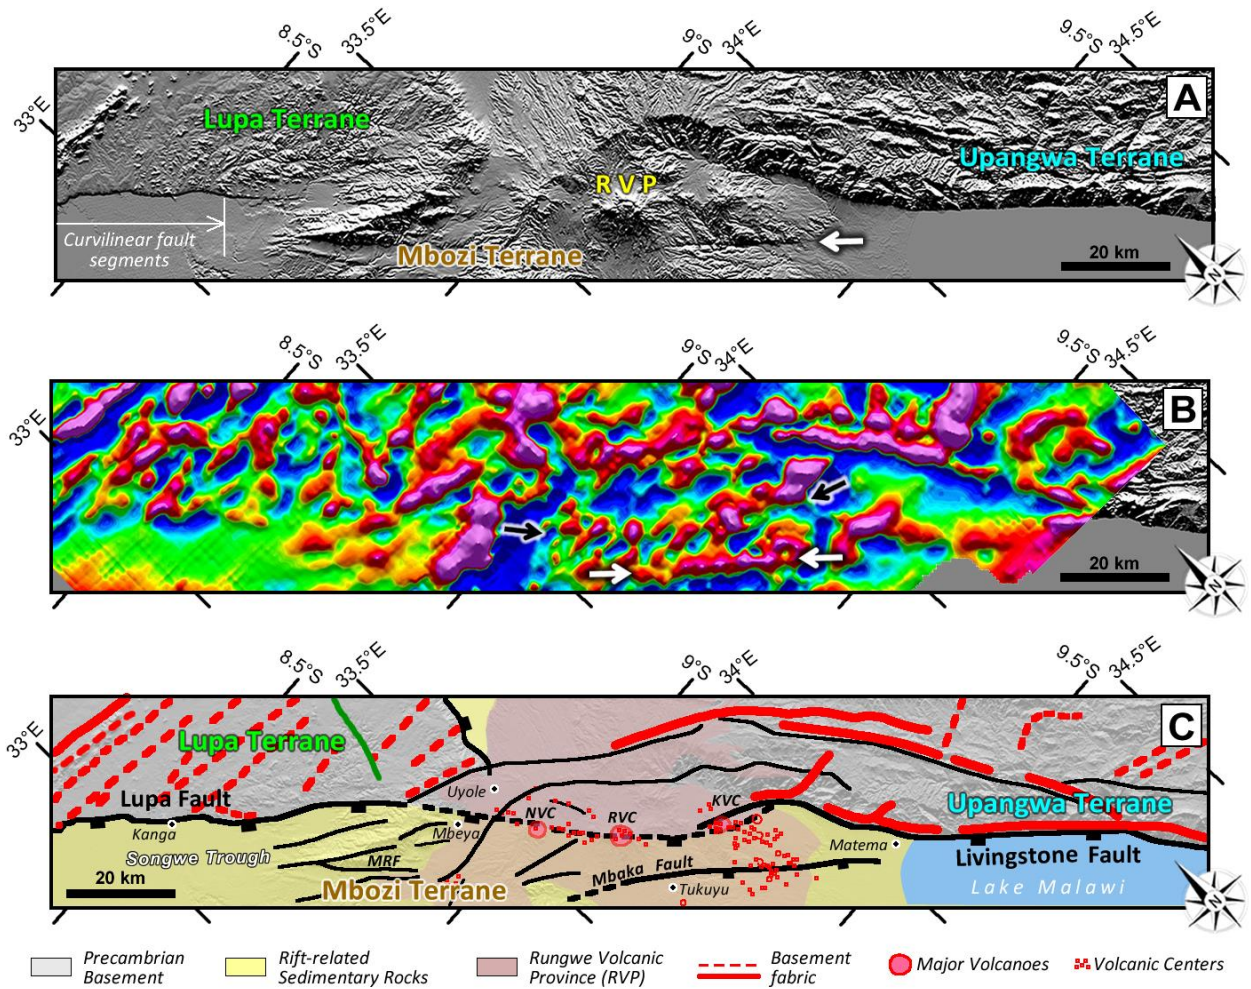 8.5°S 33.5°E 9°S 34°E 9.5°S 34.5°E
33°E
A
Lupa Terrane
Upangwa Terrane
R V P
Curvilinear fault
segments
Mbozi Terrane
20 km
N
8.5°S 33.5°E 9°S 34°E 9.5°S 34.5°E
33°E
B
20 km
N
8.5°S 33.5°E 9°S 34°E 9.5°S 34.5°E
33°E
C
Lupa Terrane
Uyole
Lupa Fault
NVC
RVC
KVC
Upangwa Terrane
Kanga
Mbeya
Songwe Trough
MRF
Matema
Livingstone Fault
20 km
Mbozi Terrane
Mbaka Fault
Tukuyu
Lake Malawi
N
Precambrian
Basement
Rift-related
Sedimentary Rocks
Rungwe Volcanic
Province (RVP)
Basement
fabric
Major Volcanoes
Volcanic Centers